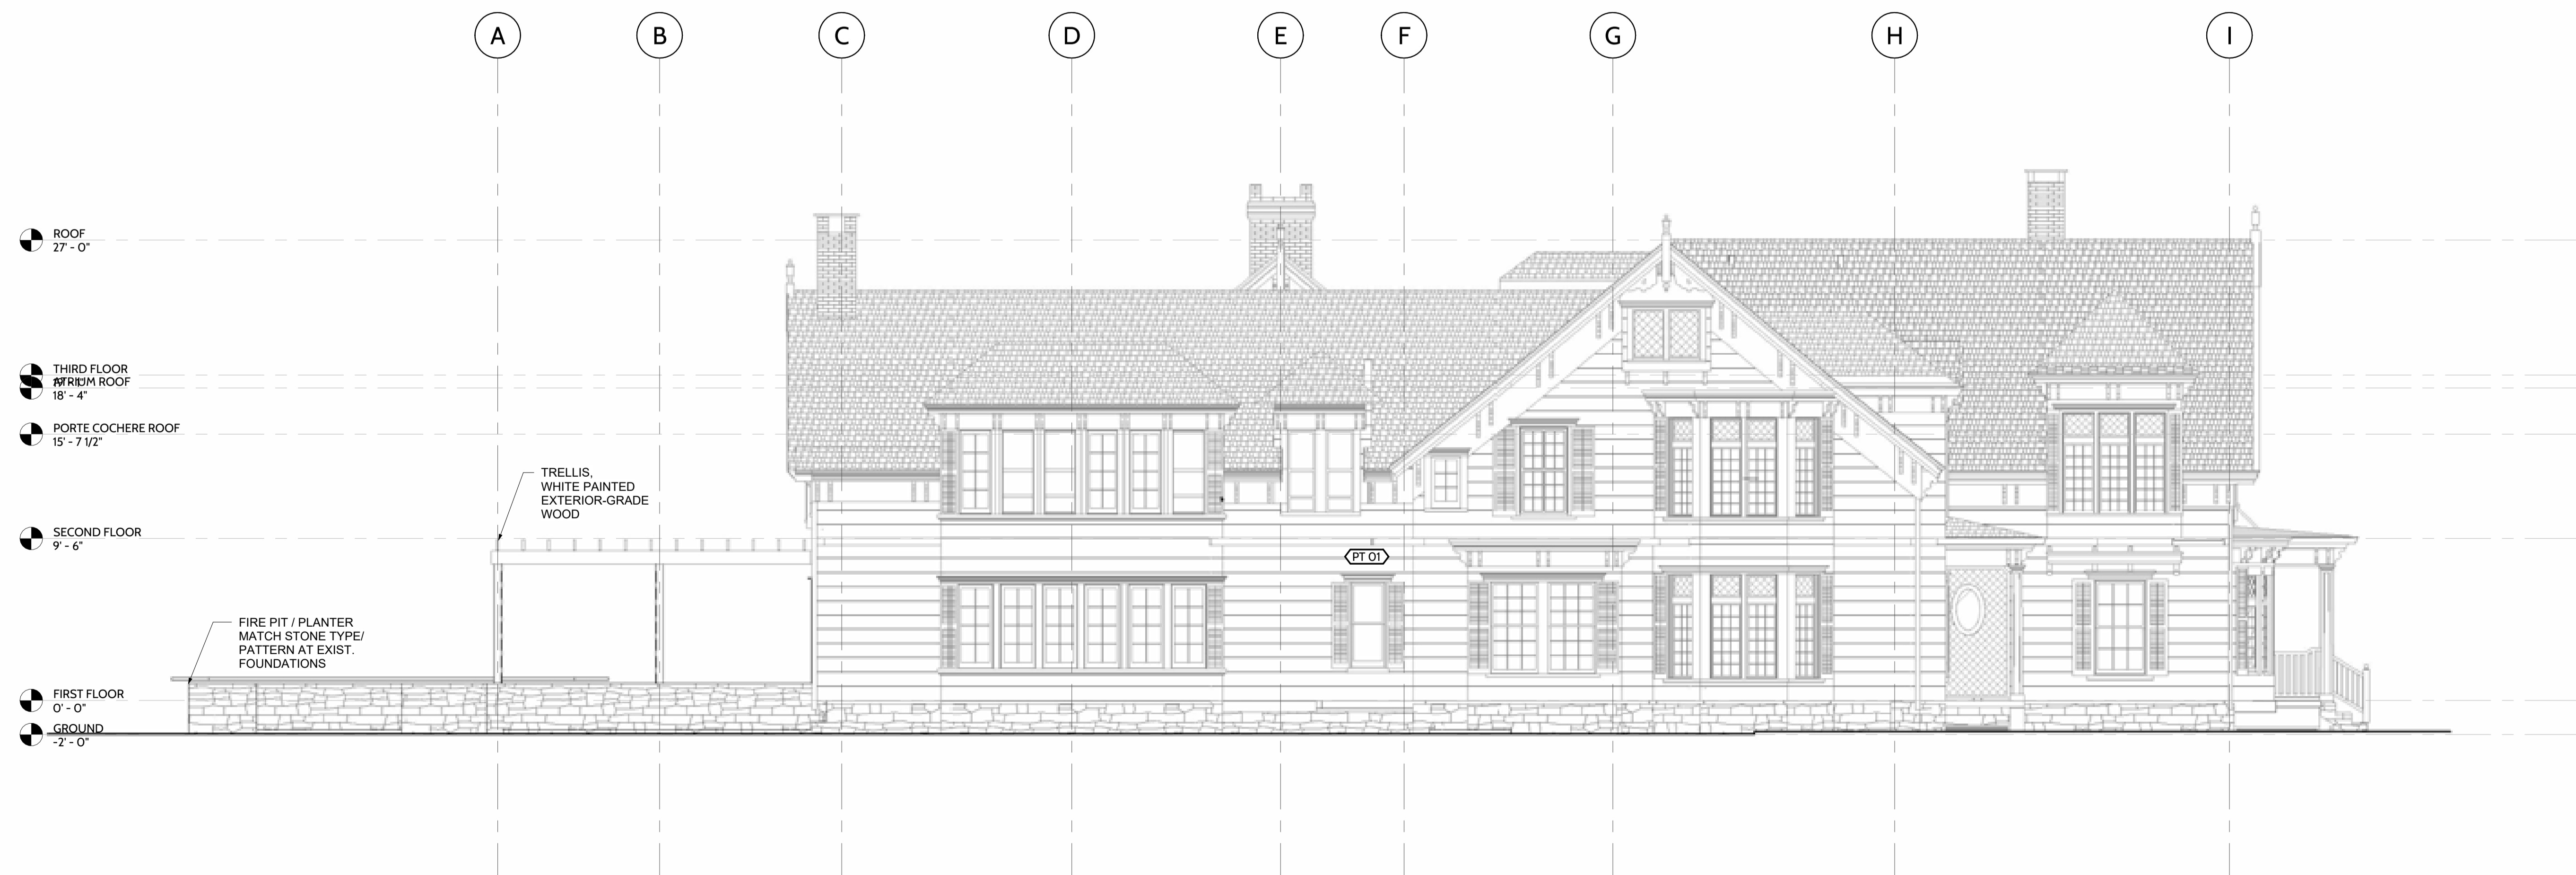 A B C D E F G H I
ROOF
27' - 0"
THIRD FLOOR
ATRIUM ROOF
18' - 4"
PORTE COCHERE ROOF
15' - 7 1/2"
TRELLIS,
WHITE PAINTED
EXTERIOR-GRADE
WOOD
SECOND FLOOR
9' - 6"
PT 01
FIRE PIT / PLANTER
MATCH STONE TYPE/
PATTERN AT EXIST.
FOUNDATIONS
FIRST FLOOR
0' - 0"
GROUND
-2' - 0"